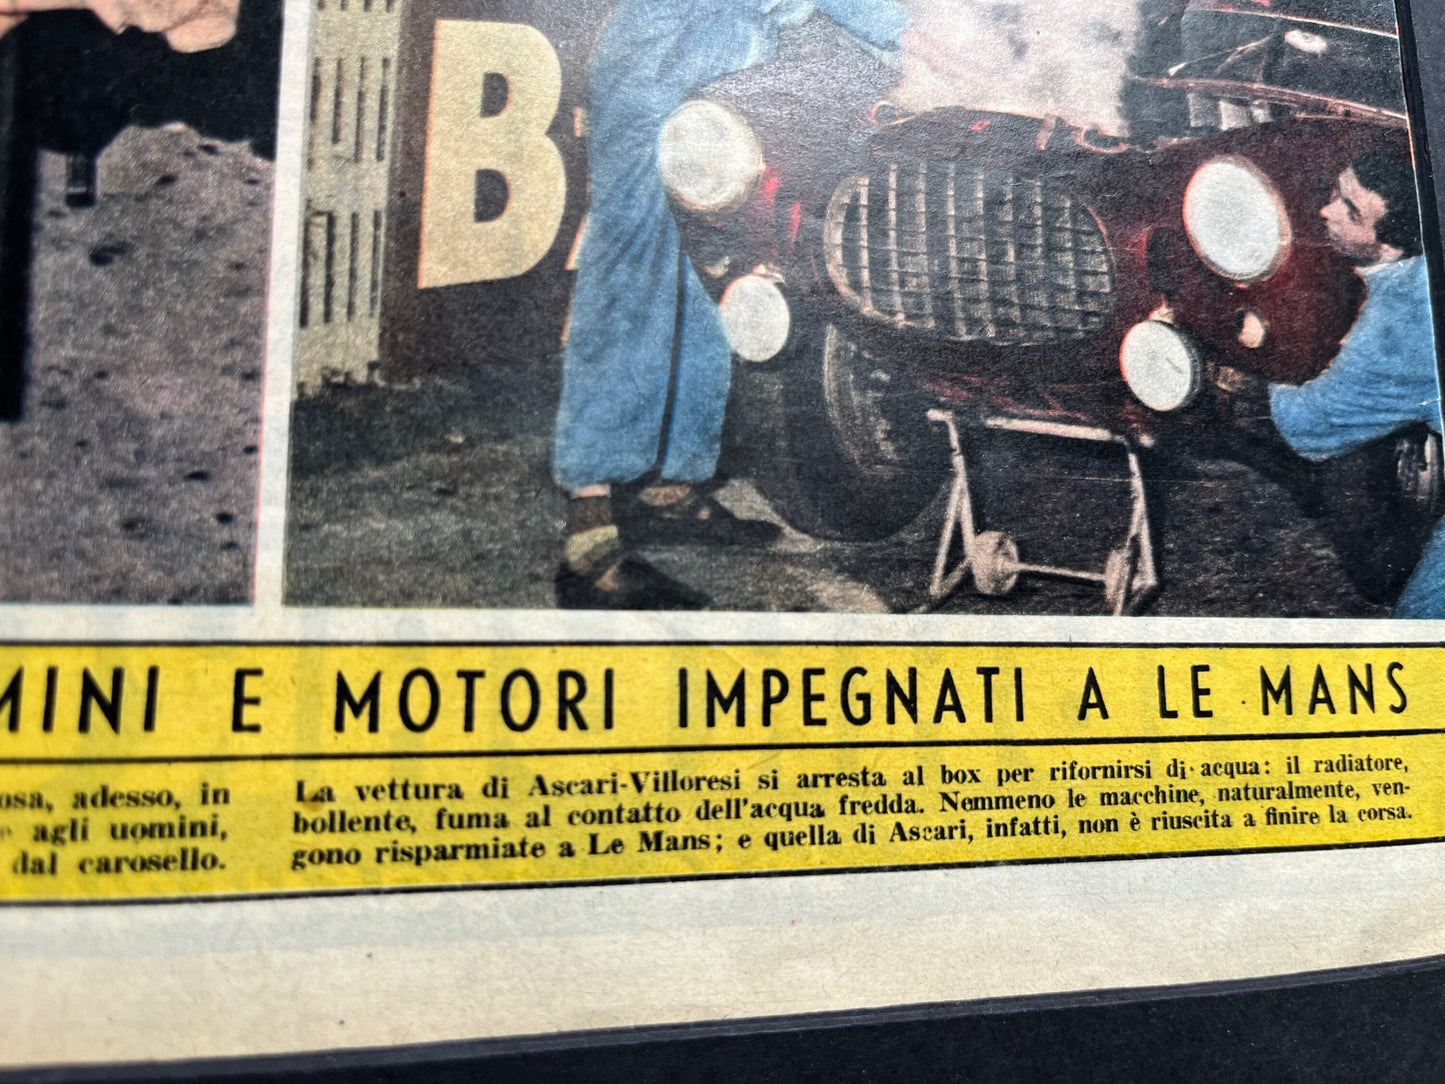 B
MINI E MOTORI IMPEGNATI A LE MANS
osa, adesso, in
agli uomini,
dal carosello.
La vettura di Ascari-Villoresi si arresta al box per rifornirsi di acqua: il radiatore,
bollente, fuma al contatto dell'acqua fredda. Nemmeno le macchine, naturalmente, ven-
gono risparmiate a Le Mans; e quella di Ascari, infatti, non è riuscita a finire la corsa.